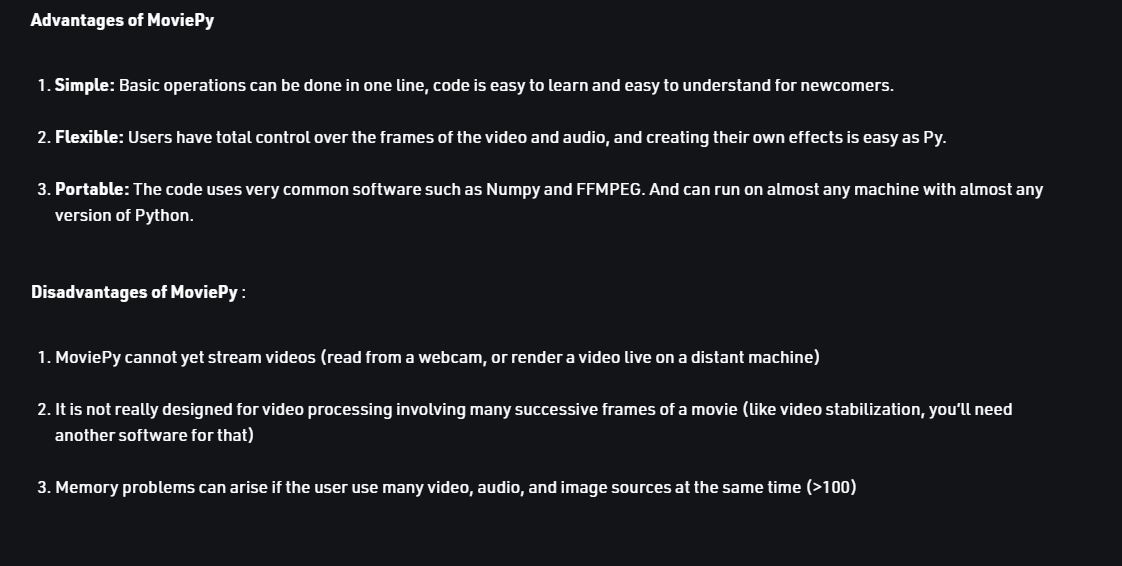 Advantages of MoviePy
1. Simple: Basic operations can be done in one line, code is easy to learn and easy to understand for newcomers.
2. Flexible: Users have total control over the frames of the video and audio, and creating their own effects is easy as Py.
3. Portable: The code uses very common software such as Numpy and FFMPEG. And can run on almost any machine with almost any
version of Python.
Disadvantages of MoviePy :
1. MoviePy cannot yet stream videos (read from a webcam, or render a video live on a distant machine)
2. It is not really designed for video processing involving many successive frames of a movie (like video stabilization, you’ll need
another software for that)
3. Memory problems can arise if the user use many video, audio, and image sources at the same time (>100)